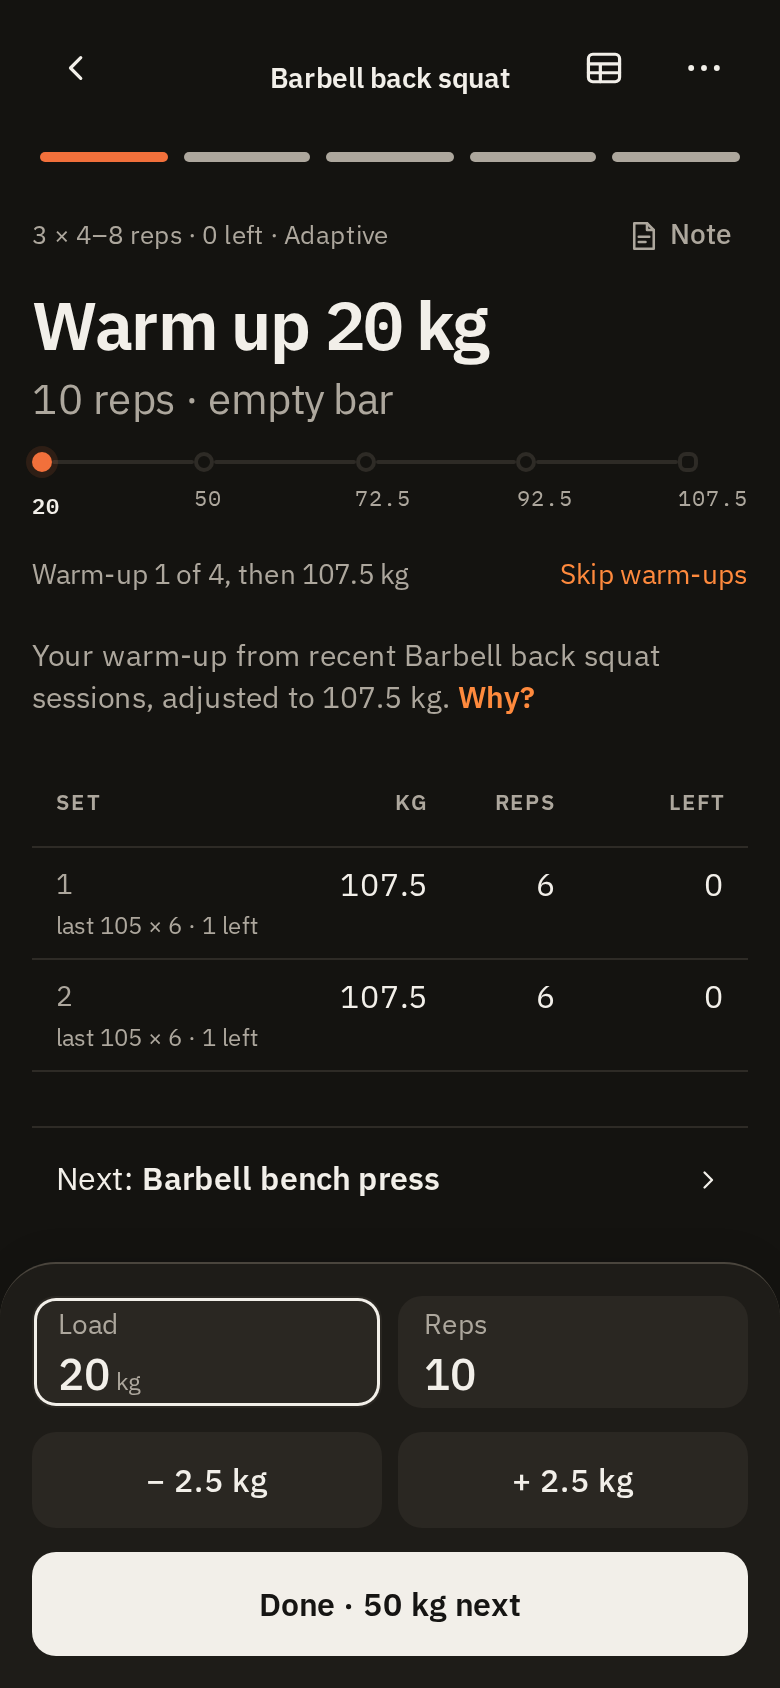 Barbell back squat
3 × 4–8 reps · 0 left · Adaptive
Note
Warm up 20 kg
10 reps · empty bar
20 50 72.5 92.5 107.5
Warm-up 1 of 4, then 107.5 kg
Skip warm-ups
Your warm-up from recent Barbell back squat
sessions, adjusted to 107.5 kg. Why?
SET KG REPS LEFT
1 107.5 6 0
last 105 × 6 · 1 left
2 107.5 6 0
last 105 × 6 · 1 left
Next: Barbell bench press
Load
20 kg
Reps
10
– 2.5 kg
+ 2.5 kg
Done · 50 kg next